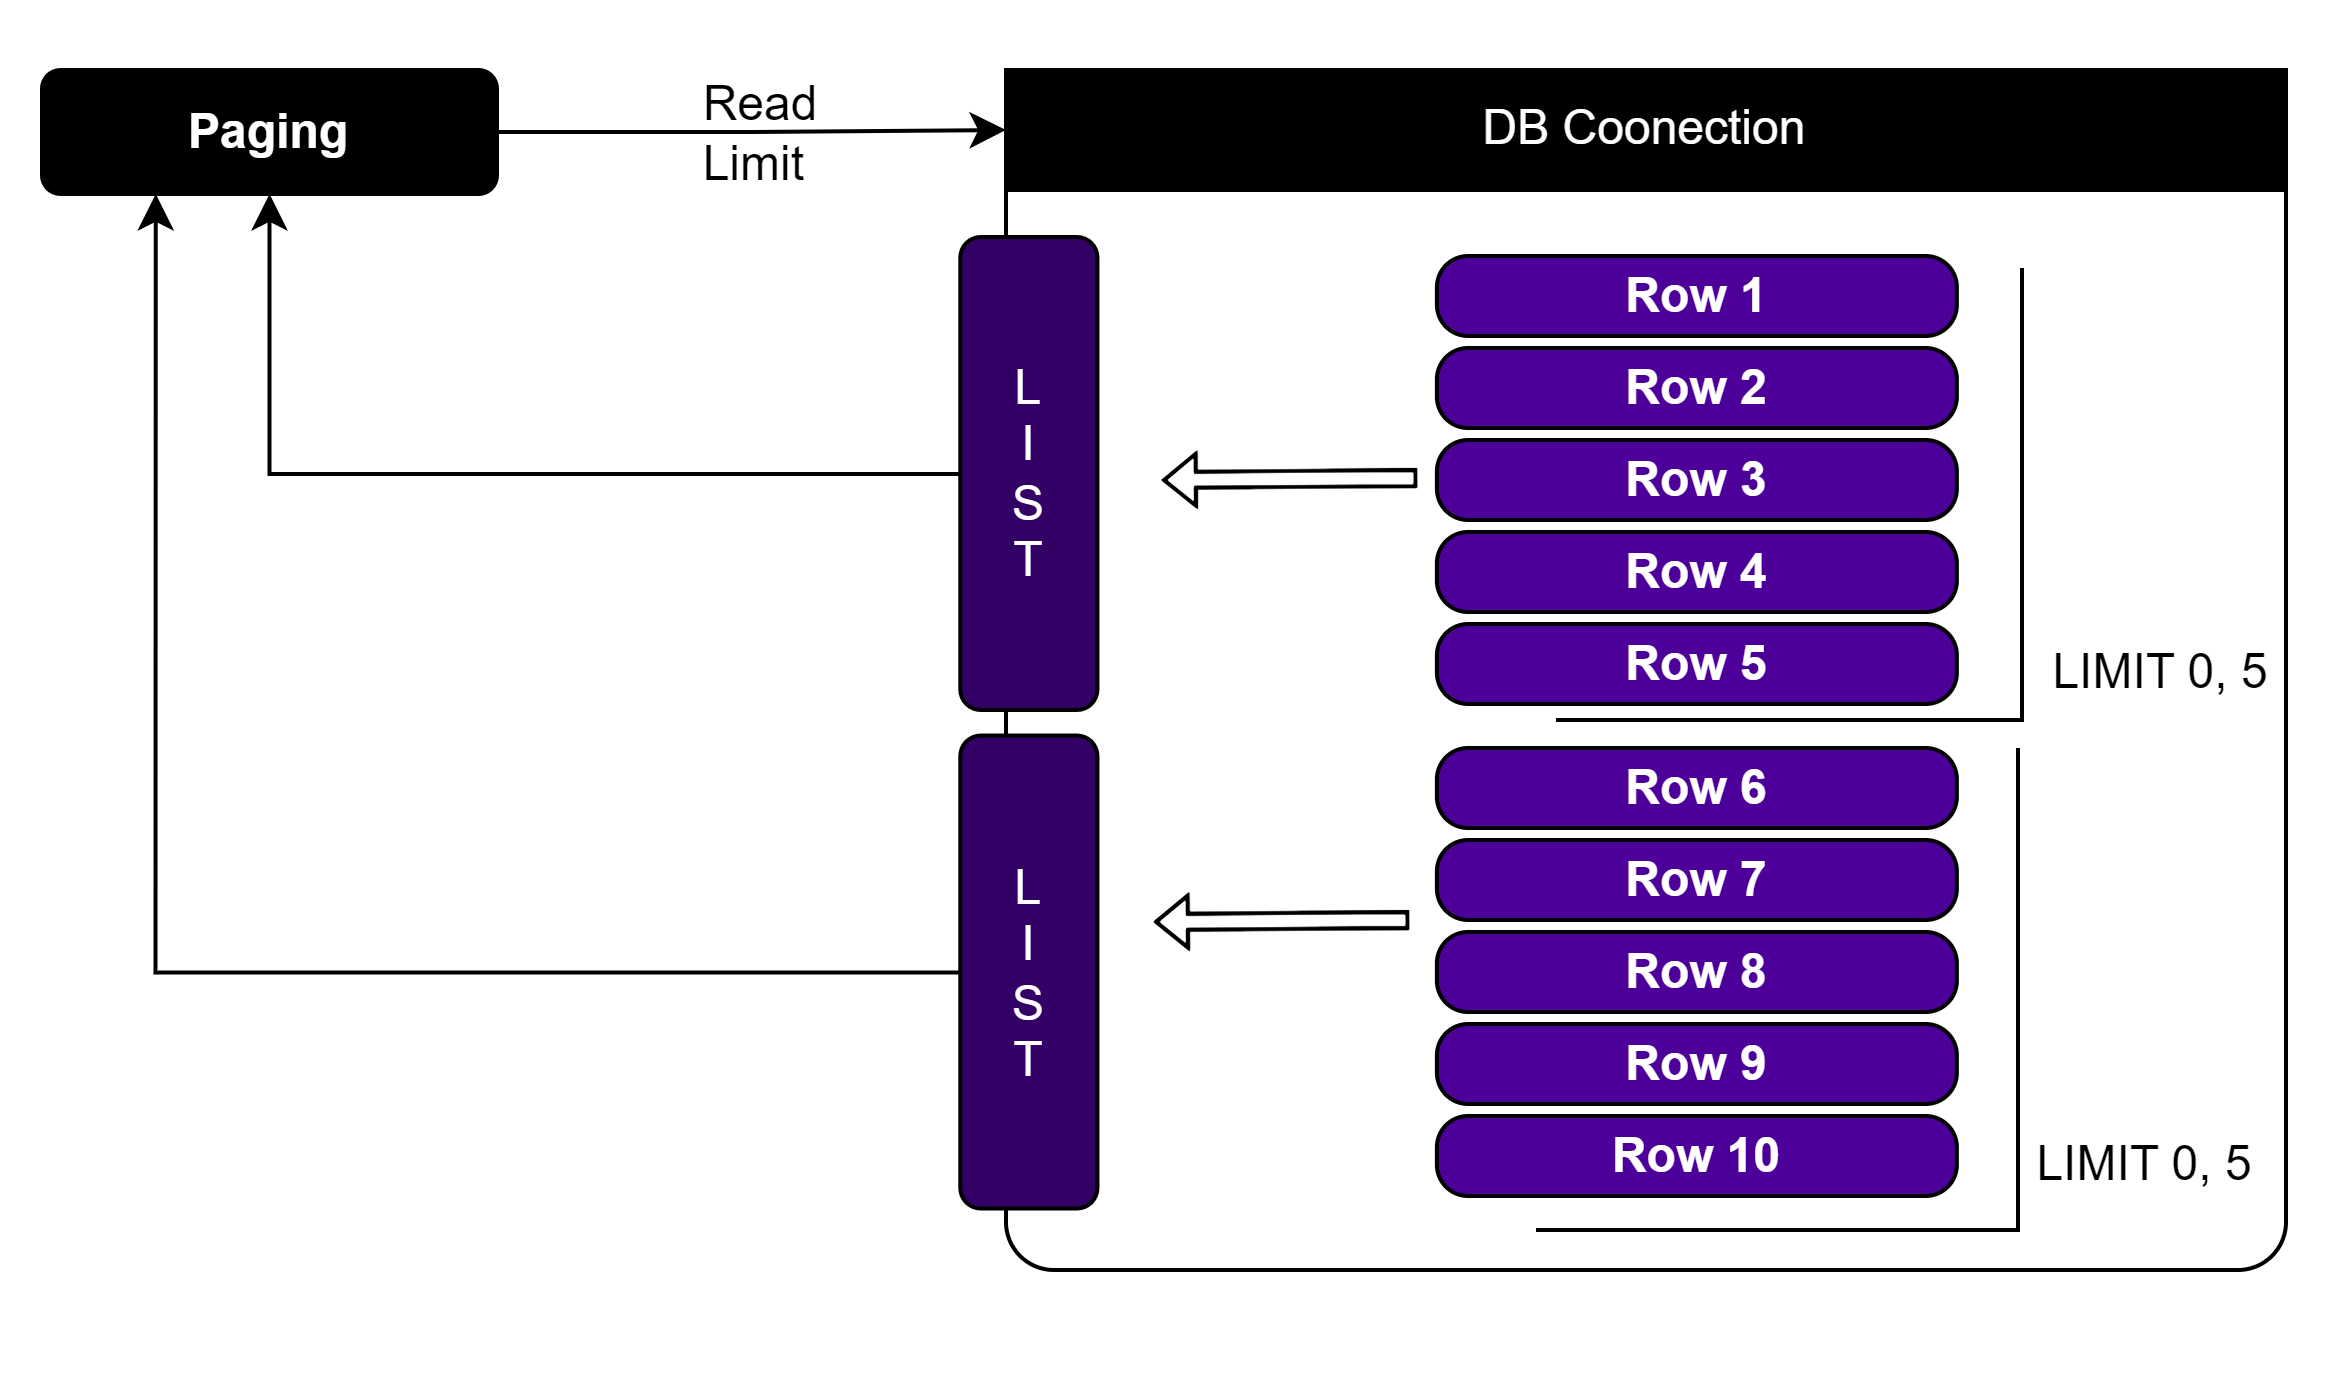 Paging
Read
Limit
DB Coonection
L
I
S
T
Row 1
Row 2
Row 3
Row 4
Row 5
LIMIT 0, 5
L
I
S
T
Row 6
Row 7
Row 8
Row 9
Row 10
LIMIT 0, 5